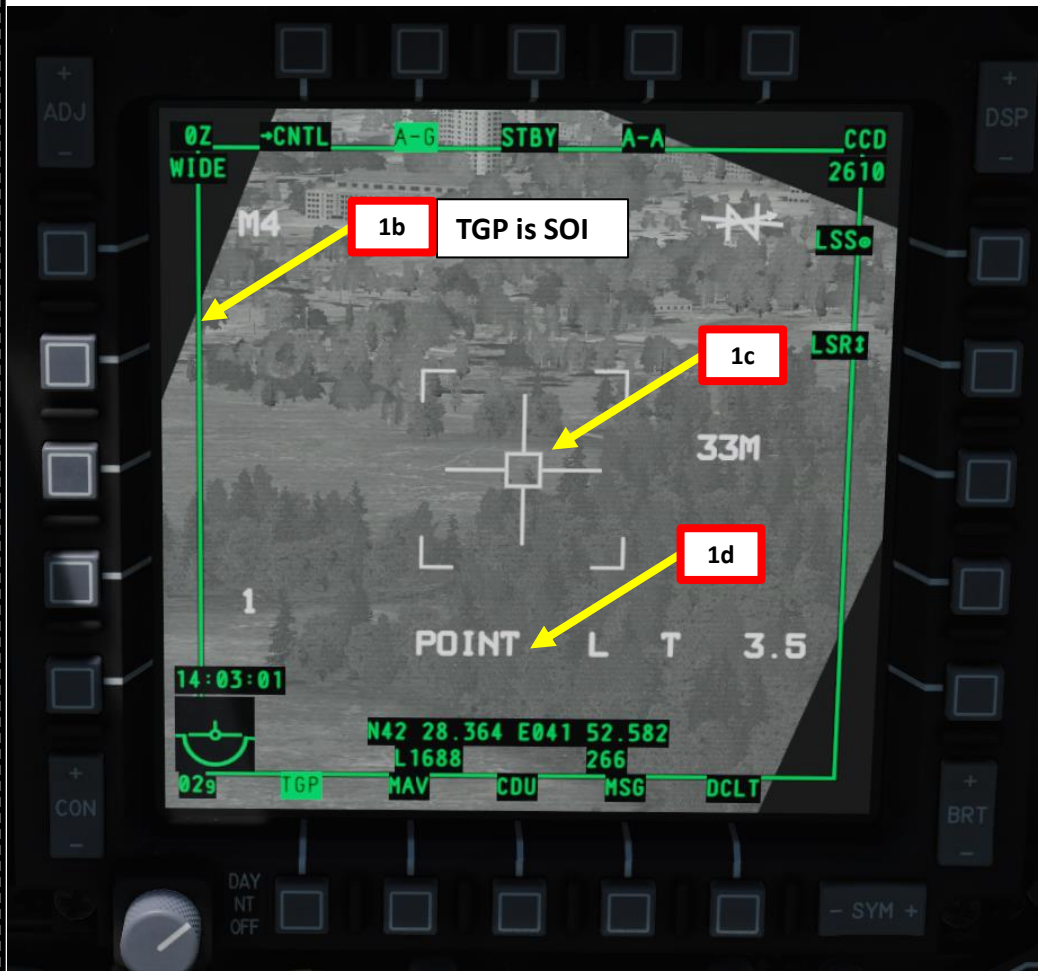 +
ADJ
-
+
DSP
-
0Z →CNTL A-G STBY A-A CCD
WIDE 2610
M4
1b TGP is SOI
N
LSS⊙
LSR↕
1c
33M
1d
1
POINT L T 3.5
14:03:01
N42 28.364 E041 52.582
L1688 266
029 TGP MAV CDU MSG DCLT
+
CON
-
+
BRT
-
DAY
NT
OFF
- SYM +